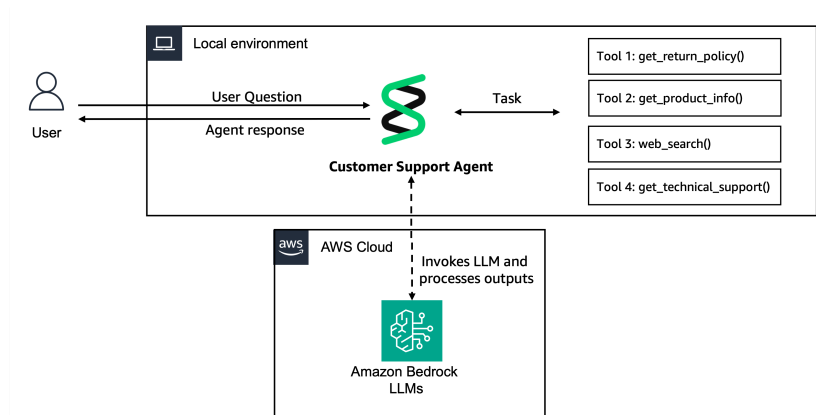 Local environment
Tool 1: get_return_policy()
User Question
Task
Tool 2: get_product_info()
User
Agent response
Tool 3: web_search()
Customer Support Agent
Tool 4: get_technical_support()
aws
AWS Cloud
Invokes LLM and
processes outputs
Amazon Bedrock
LLMs